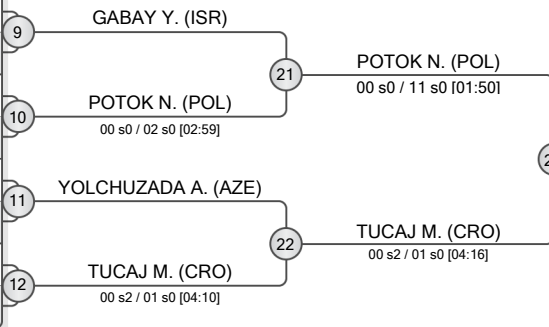 9
GABAY Y. (ISR)
21
POTOK N. (POL)
00 s0 / 11 s0 [01:50]
10
POTOK N. (POL)
00 s0 / 02 s0 [02:59]
11
YOLCHUZADA A. (AZE)
22
TUCAJ M. (CRO)
00 s2 / 01 s0 [04:16]
12
TUCAJ M. (CRO)
00 s2 / 01 s0 [04:10]